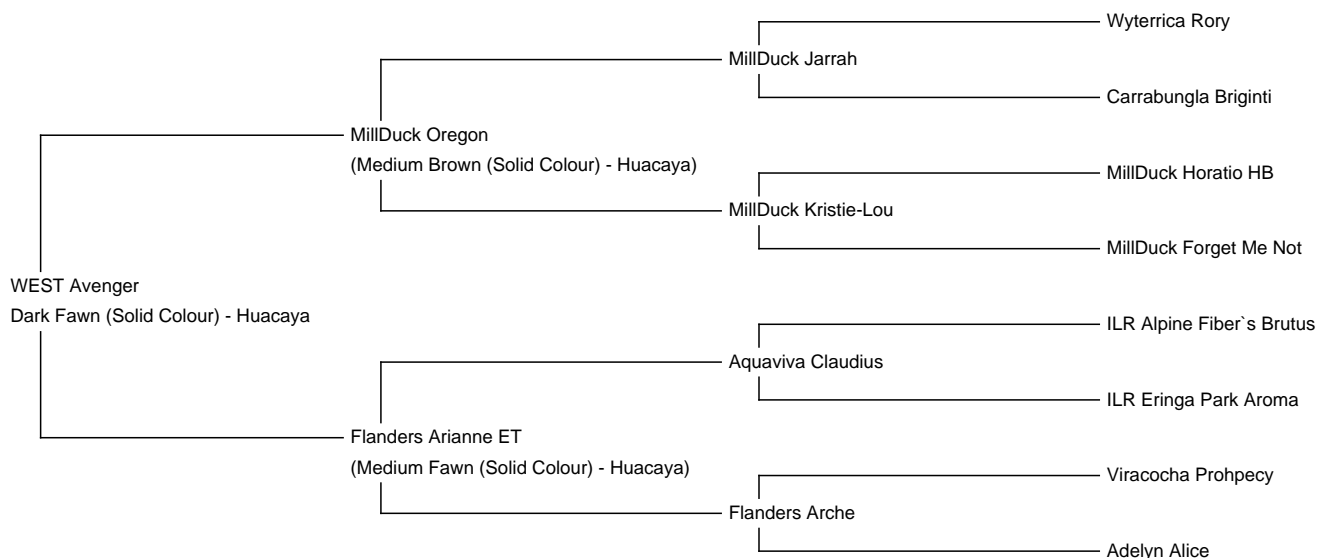 Wyterrica Rory
MillDuck Jarrah
Carrabungla Briginti
MillDuck Oregon
(Medium Brown (Solid Colour) - Huacaya)
MillDuck Horatio HB
MillDuck Kristie-Lou
MillDuck Forget Me Not
WEST Avenger
Dark Fawn (Solid Colour) - Huacaya
ILR Alpine Fiber`s Brutus
Aquaviva Claudius
ILR Eringa Park Aroma
Flanders Arianne ET
(Medium Fawn (Solid Colour) - Huacaya)
Viracocha Prohpecy
Flanders Arche
Adelyn Alice